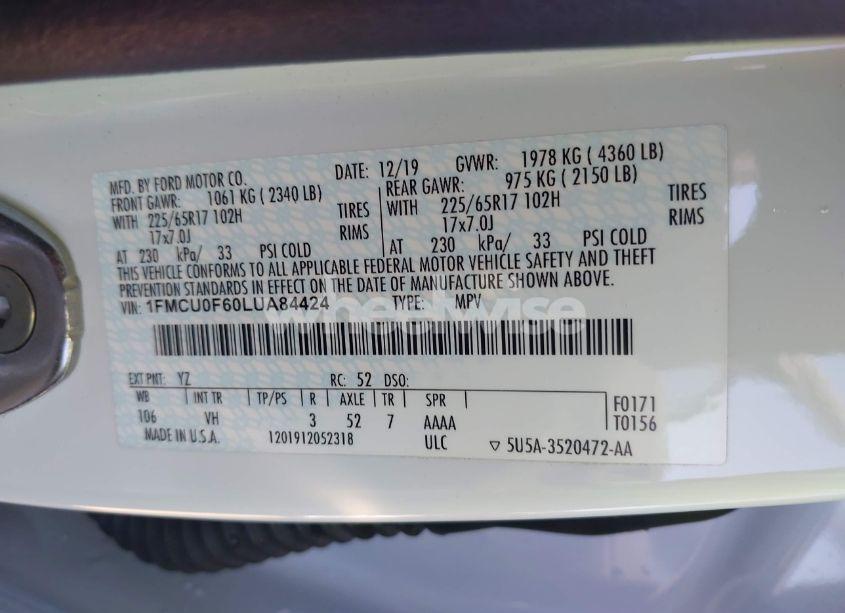 MFD. BY FORD MOTOR CO. DATE: 12/19 GVWR: 1978 KG ( 4360 LB)
FRONT GAWR: 1061 KG ( 2340 LB) REAR GAWR: 975 KG ( 2150 LB)
WITH 225/65R17 102H TIRES WITH 225/65R17 102H TIRES
17x7.0J RIMS 17x7.0J RIMS
AT 230 kPa/ 33 PSI COLD AT 230 kPa/ 33 PSI COLD
THIS VEHICLE CONFORMS TO ALL APPLICABLE FEDERAL MOTOR VEHICLE SAFETY AND THEFT
PREVENTION STANDARDS IN EFFECT ON THE DATE OF MANUFACTURE SHOWN ABOVE.
VIN: 1FMCU0F60LUA84424 TYPE: MPV
wheelwise
EXT PNT: YZ RC: 52 DSO:
WB INT TR TP/PS R AXLE TR SPR F0171
106 VH 3 52 7 AAAA T0156
MADE IN U.S.A. 1201912052318 ULC ▽ 5U5A-3520472-AA